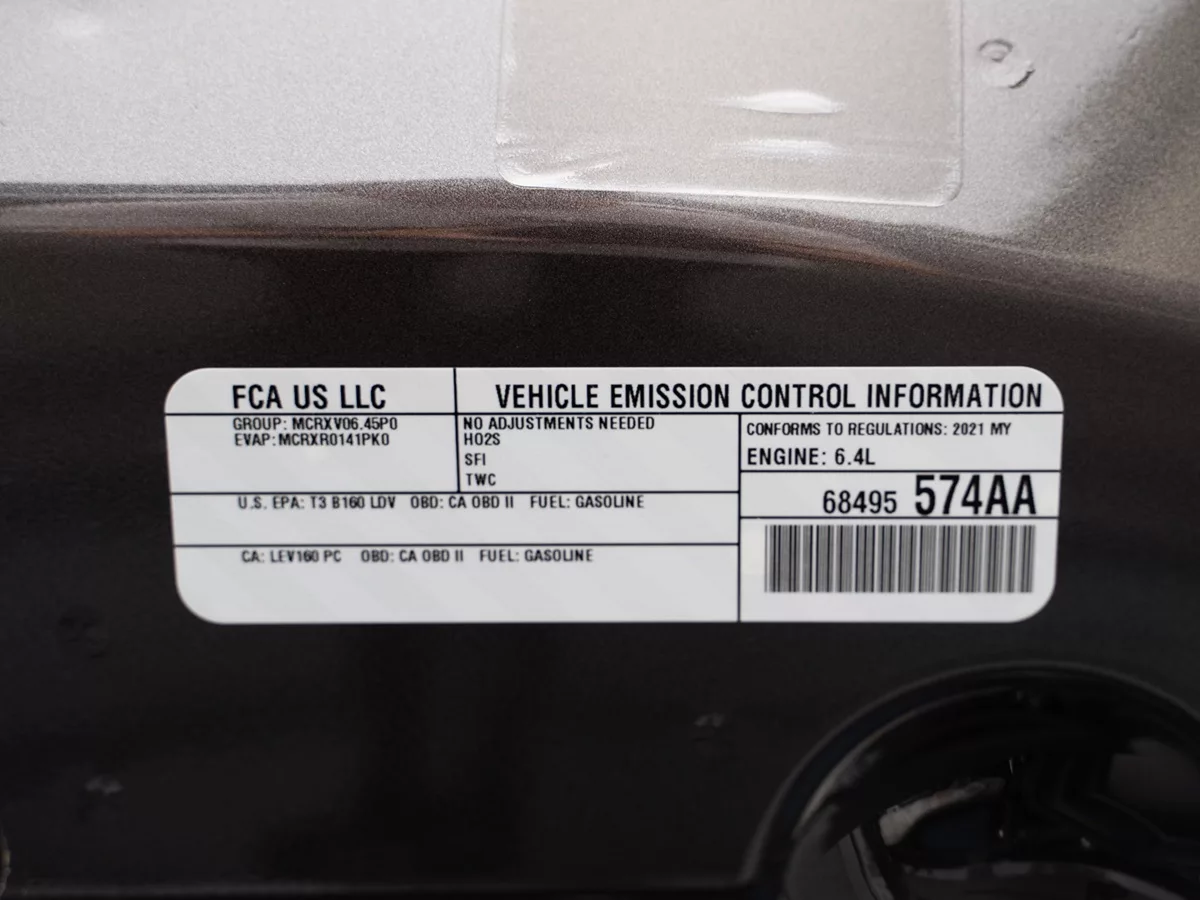 FCA US LLC
VEHICLE EMISSION CONTROL INFORMATION
GROUP: MCRXV06.45P0
EVAP: MCRXR0141PK0
NO ADJUSTMENTS NEEDED
HO2S
SFI
TWC
CONFORMS TO REGULATIONS: 2021 MY
ENGINE: 6.4L
68495 574AA
U.S. EPA: T3 B160 LDV OBD: CA OBD II FUEL: GASOLINE
CA: LEV160 PC OBD: CA OBD II FUEL: GASOLINE